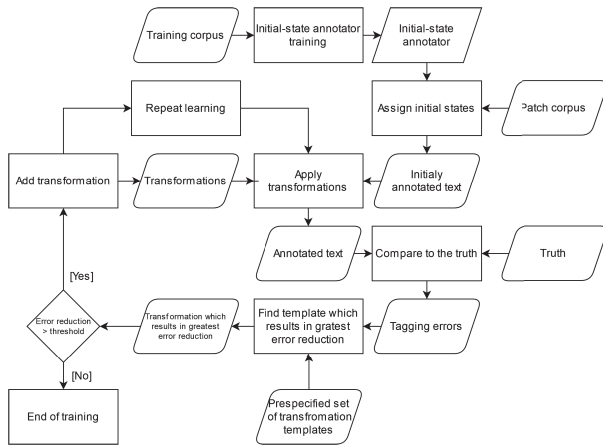 Training corpus
Initial-state annotator
training
Initial-state
annotator
Repeat learning
Assign initial states
Patch corpus
Add transformation
Transformations
Apply
transformations
Initialy
annotated text
[Yes]
Annotated text
Compare to the truth
Truth
Error reduction
> threshold
Transformation which
results in greatest
error reduction
Find template which
results in gratest
error reduction
Tagging errors
[No]
End of training
Prespecified set
of transfromation
templates